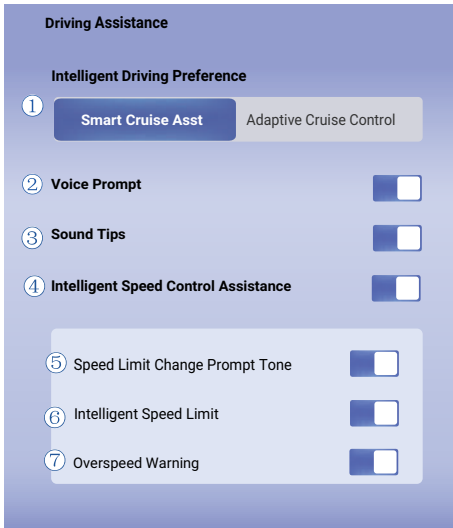 Driving Assistance
Intelligent Driving Preference
① Smart Cruise Asst Adaptive Cruise Control
② Voice Prompt
③ Sound Tips
④ Intelligent Speed Control Assistance
⑤ Speed Limit Change Prompt Tone
⑥ Intelligent Speed Limit
⑦ Overspeed Warning